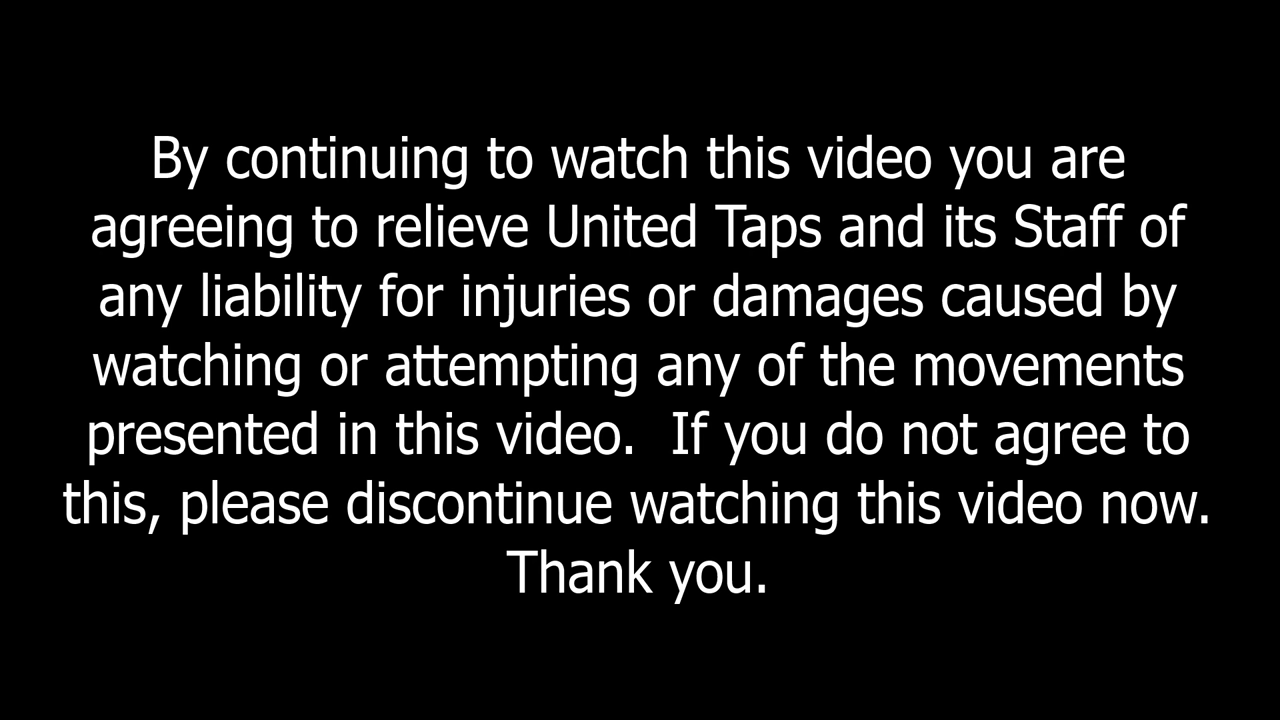 By continuing to watch this video you are
agreeing to relieve United Taps and its Staff of
any liability for injuries or damages caused by
watching or attempting any of the movements
presented in this video.  If you do not agree to
this, please discontinue watching this video now.
Thank you.